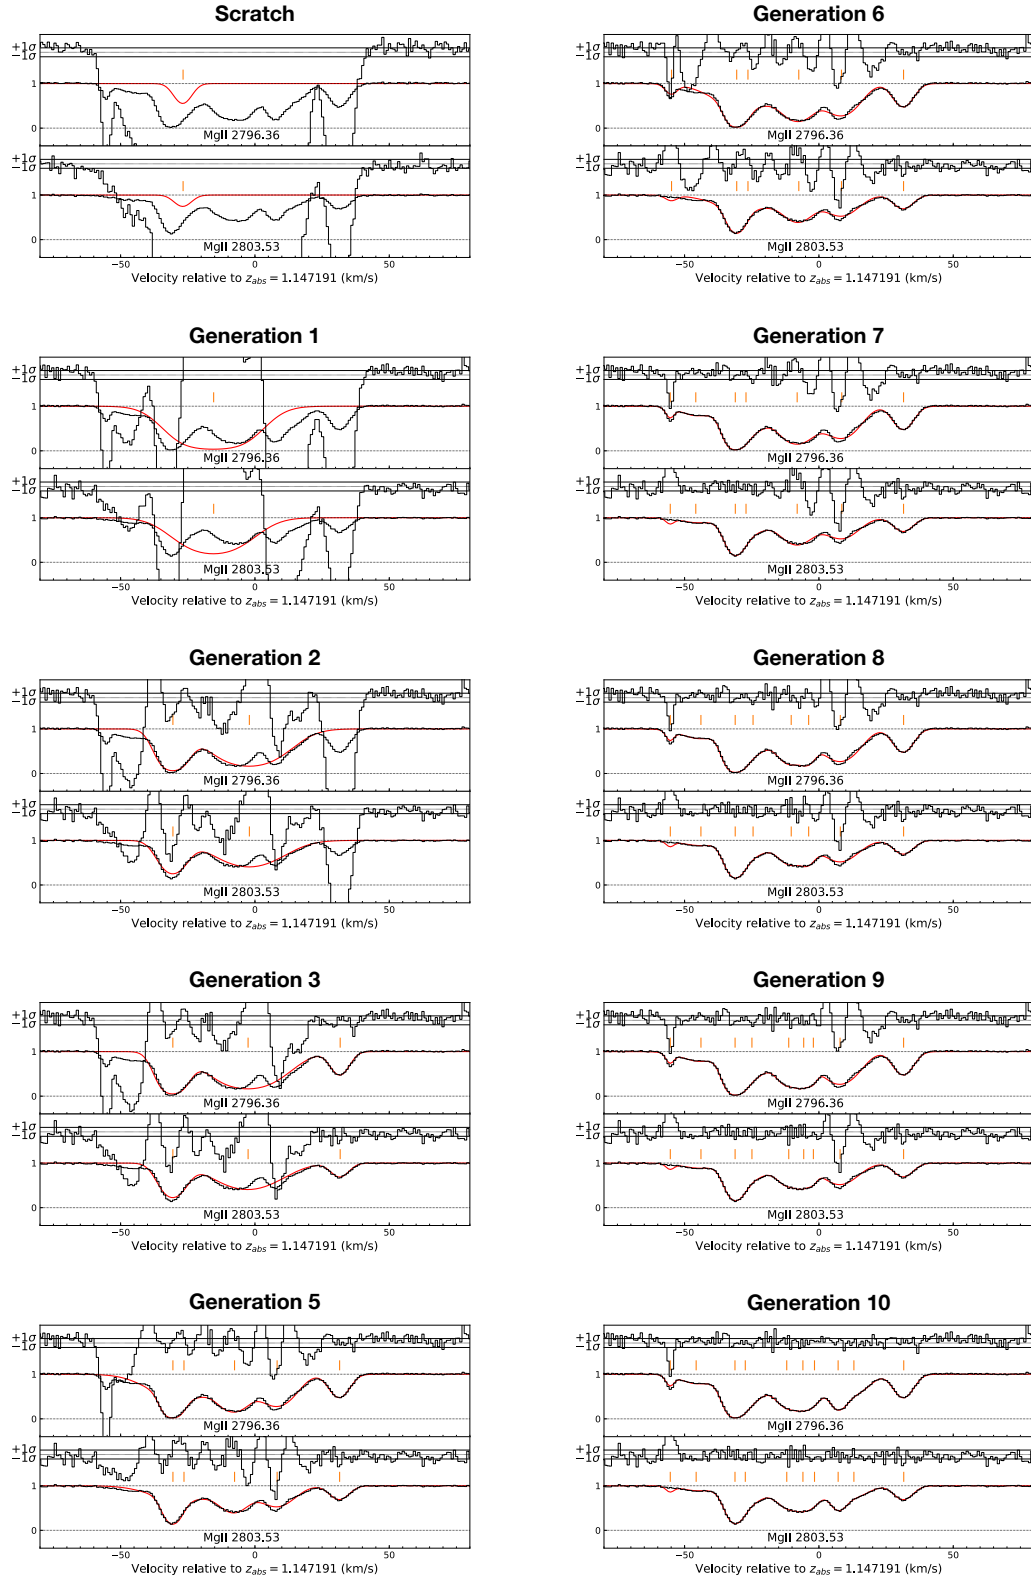 Scratch
+1σ
−1σ
1
0
MgII 2796.36
1
0
MgII 2803.53
−50 0 50
Velocity relative to z_abs = 1.147191 (km/s)
Generation 1
+1σ
−1σ
1
0
MgII 2796.36
+1σ
−1σ
1
0
MgII 2803.53
−50 0 50
Velocity relative to z_abs = 1.147191 (km/s)
Generation 2
+1σ
−1σ
1
0
MgII 2796.36
+1σ
−1σ
1
0
MgII 2803.53
−50 0 50
Velocity relative to z_abs = 1.147191 (km/s)
Generation 3
+1σ
−1σ
1
0
MgII 2796.36
+1σ
−1σ
1
0
MgII 2803.53
−50 0 50
Velocity relative to z_abs = 1.147191 (km/s)
Generation 5
+1σ
−1σ
1
0
MgII 2796.36
+1σ
−1σ
1
0
MgII 2803.53
−50 0 50
Velocity relative to z_abs = 1.147191 (km/s)
Generation 6
+1σ
−1σ
1
0
MgII 2796.36
+1σ
−1σ
1
0
MgII 2803.53
−50 0 50
Velocity relative to z_abs = 1.147191 (km/s)
Generation 7
+1σ
−1σ
1
0
MgII 2796.36
+1σ
−1σ
1
0
MgII 2803.53
−50 0 50
Velocity relative to z_abs = 1.147191 (km/s)
Generation 8
+1σ
−1σ
1
0
MgII 2796.36
+1σ
−1σ
1
0
MgII 2803.53
−50 0 50
Velocity relative to z_abs = 1.147191 (km/s)
Generation 9
+1σ
−1σ
1
0
MgII 2796.36
+1σ
−1σ
1
0
MgII 2803.53
−50 0 50
Velocity relative to z_abs = 1.147191 (km/s)
Generation 10
+1σ
−1σ
1
0
MgII 2796.36
+1σ
−1σ
1
0
MgII 2803.53
−50 0 50
Velocity relative to z_abs = 1.147191 (km/s)